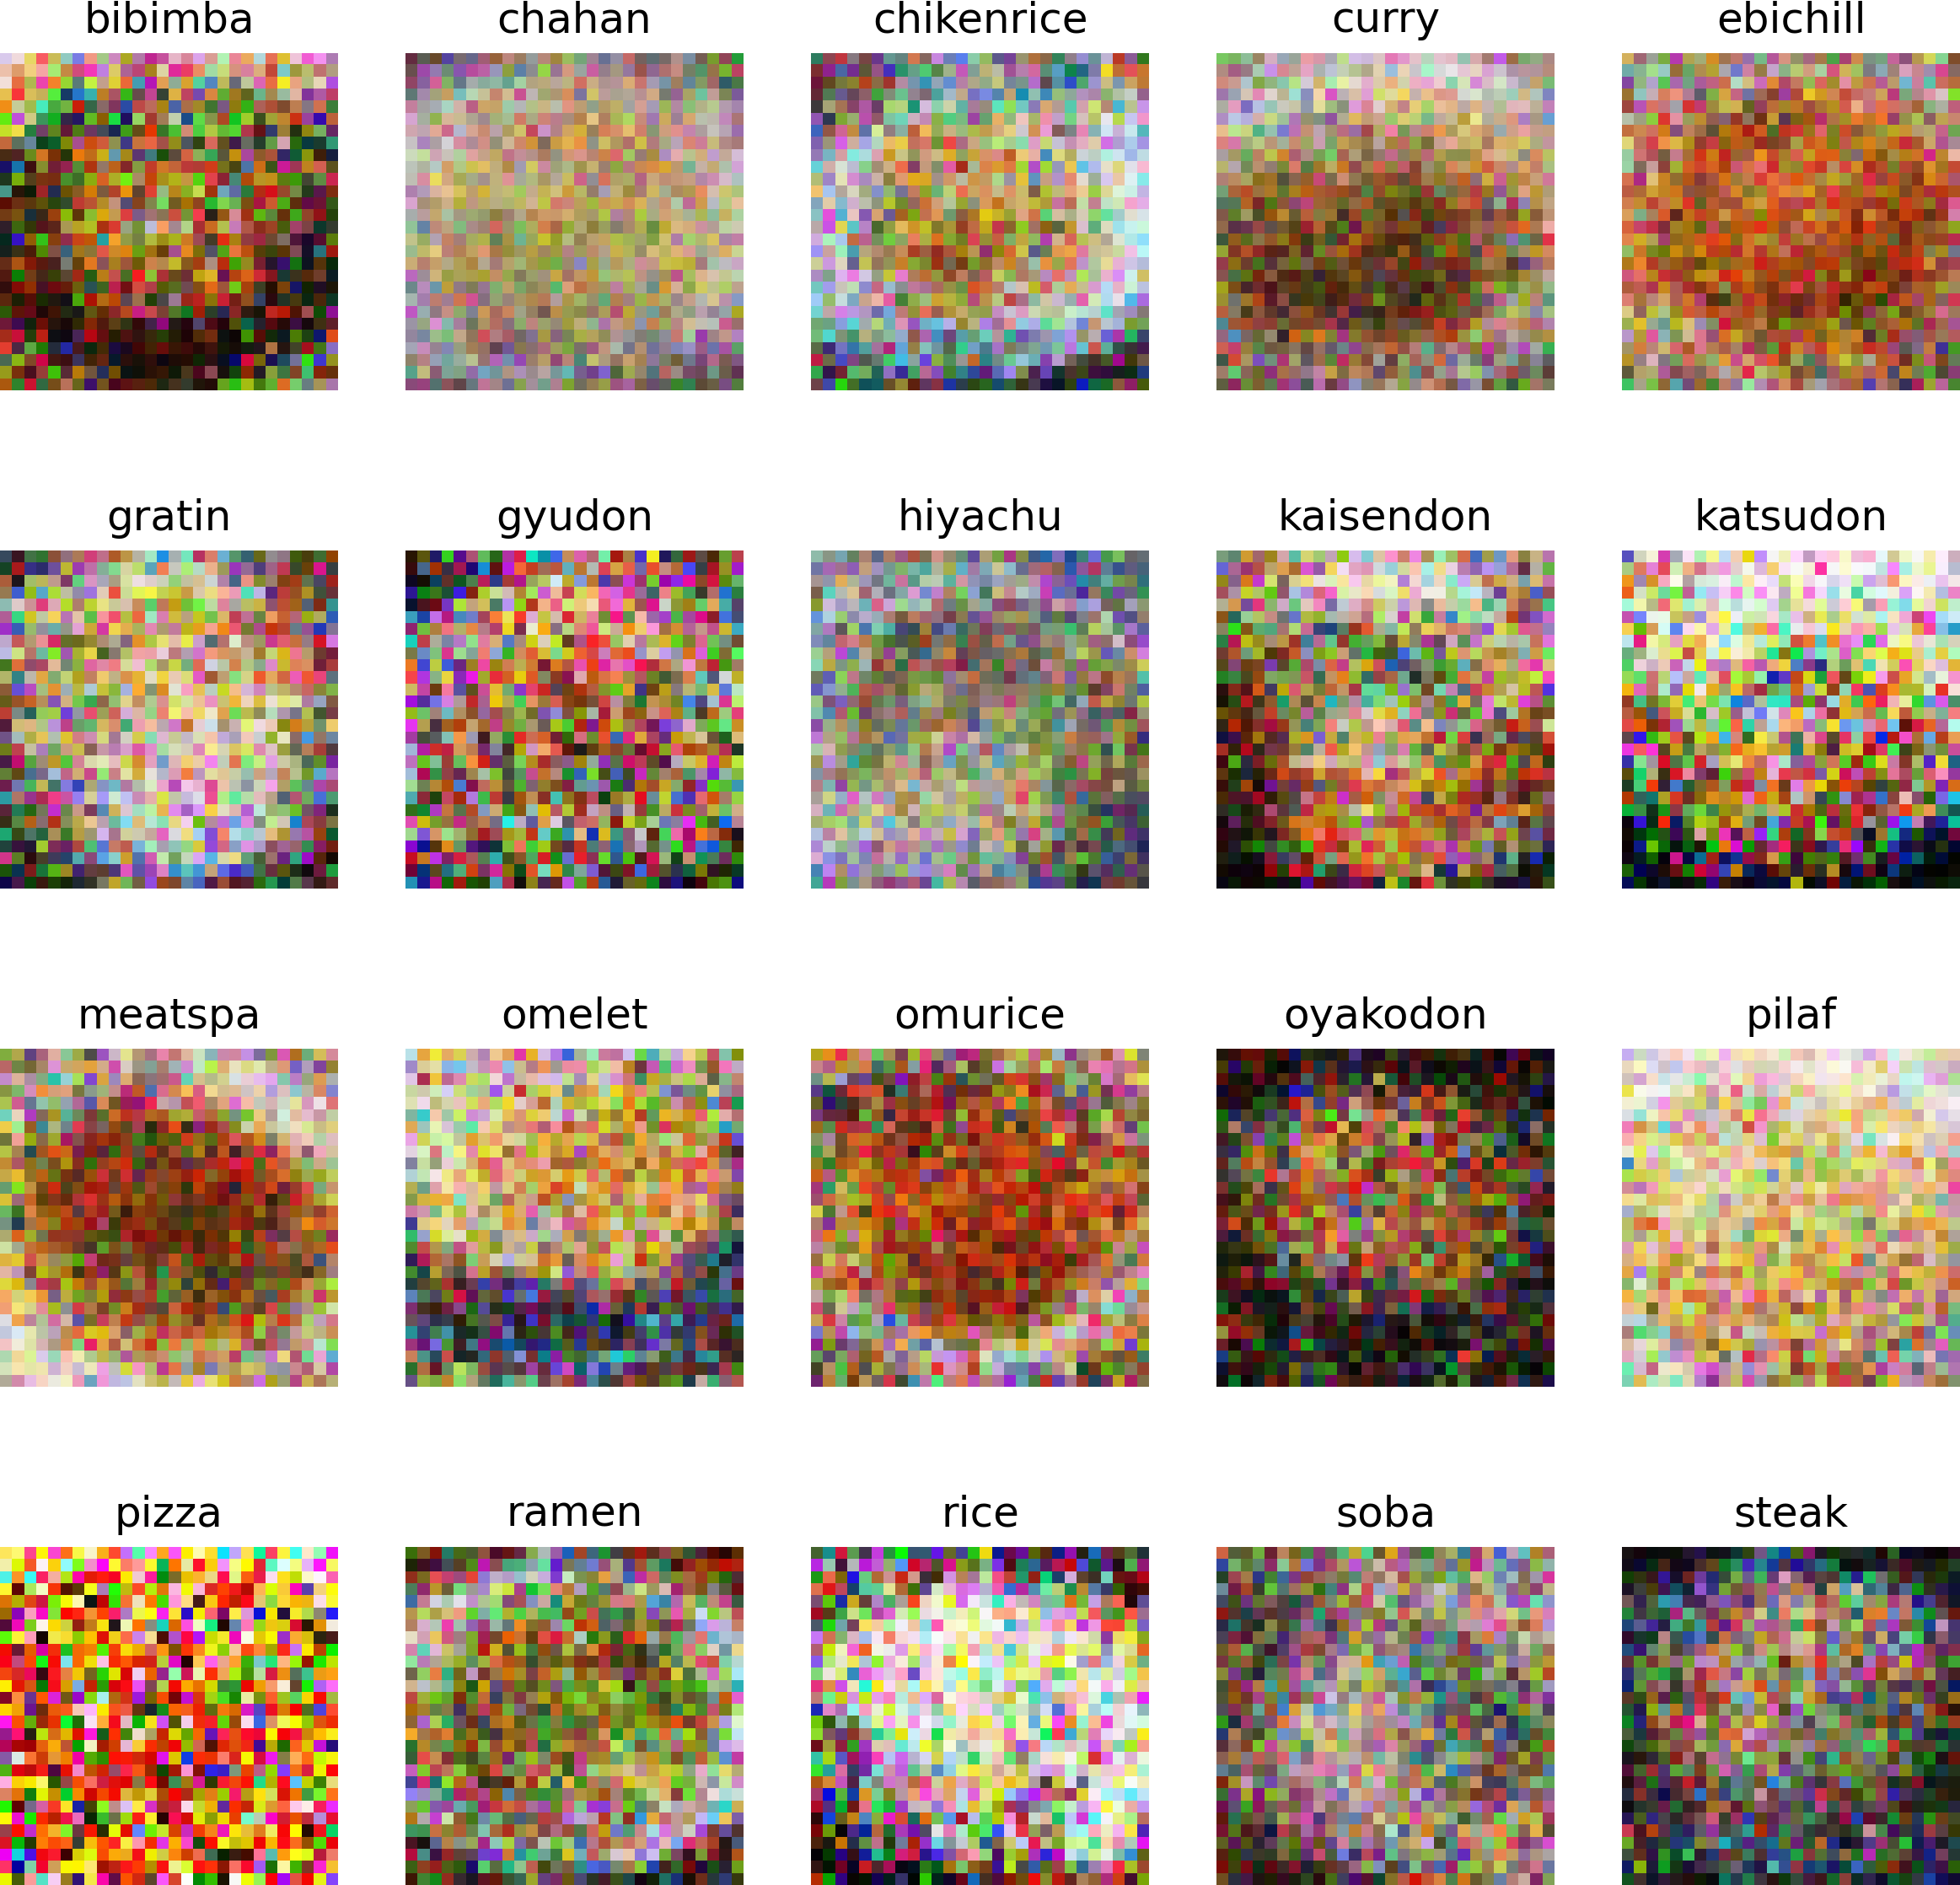 bibimba chahan chikenrice curry ebichill
gratin gyudon hiyachu kaisendon katsudon
meatspa omelet omurice oyakodon pilaf
pizza ramen rice soba steak